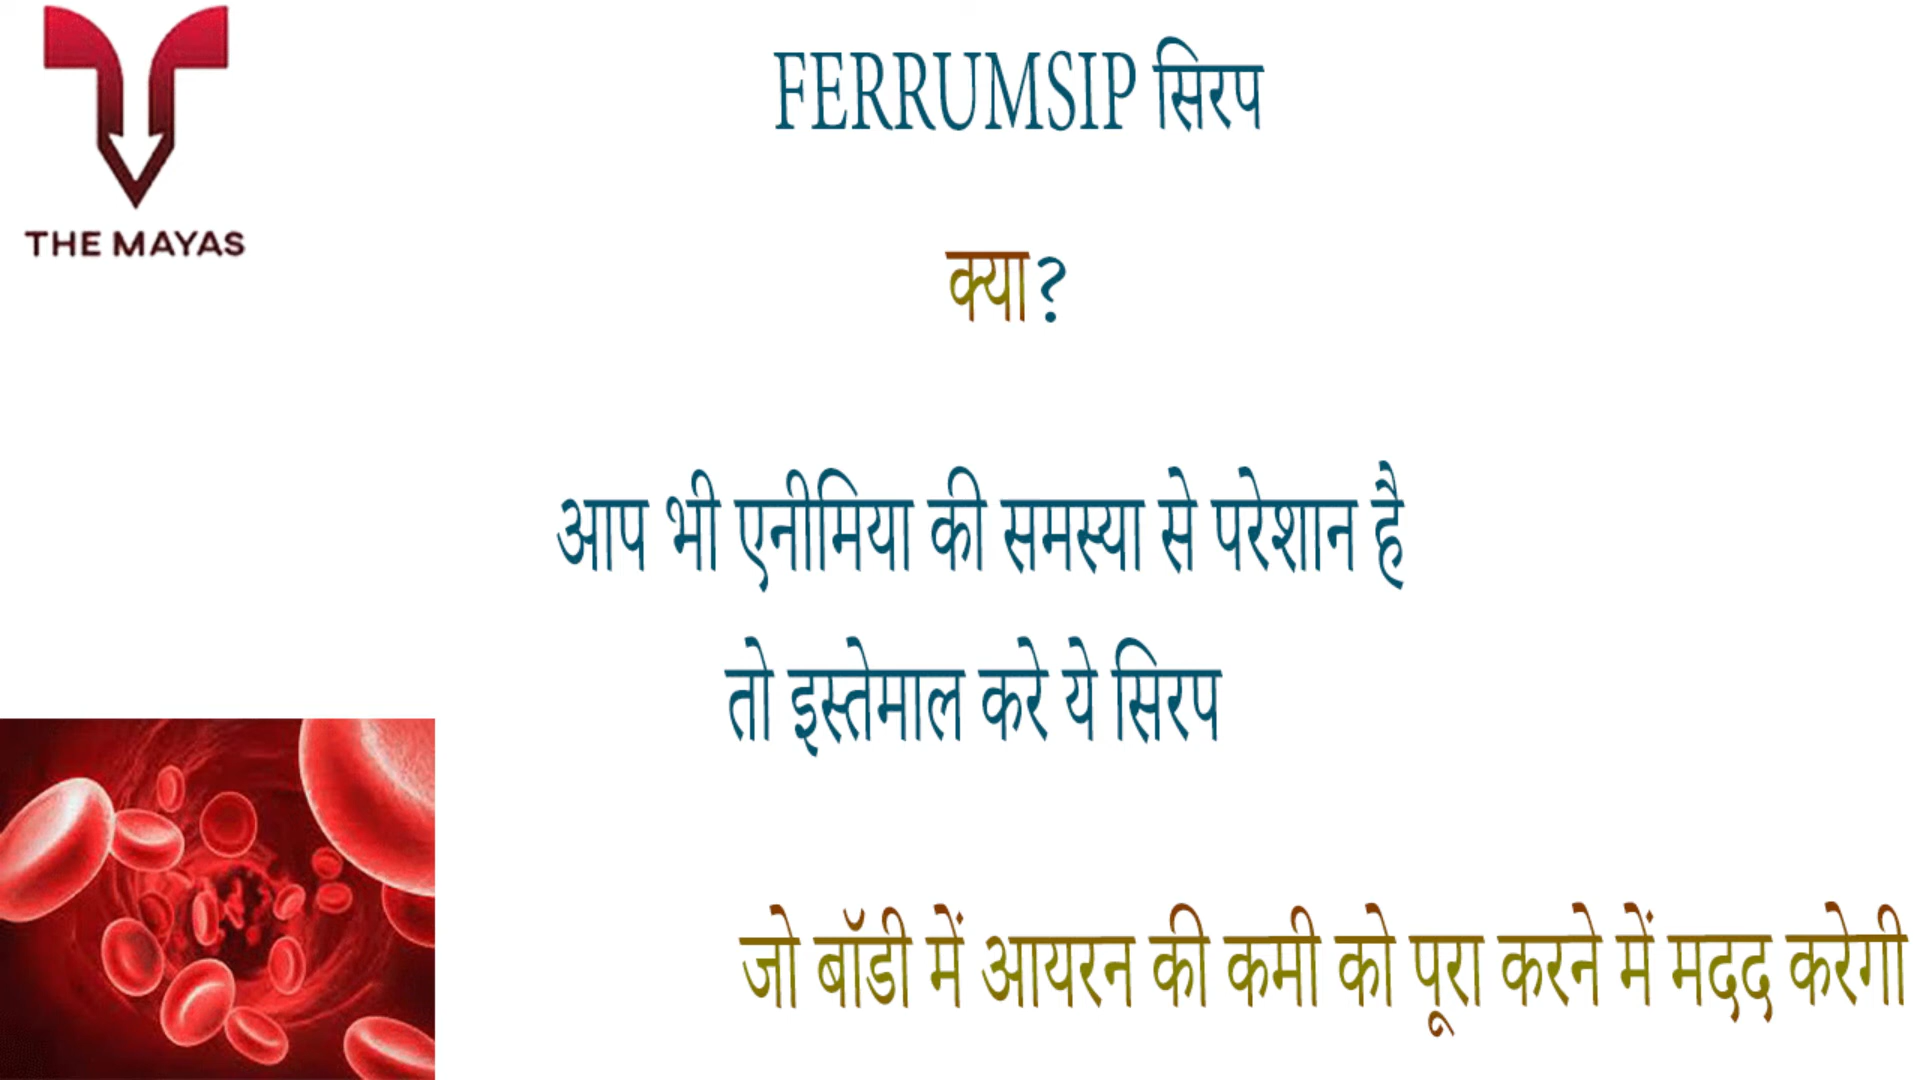 THE MAYAS
FERRUMSIP सिरप
क्या?
आप भी एनीमिया की समस्या से परेशान है
तो इस्तेमाल करे ये सिरप
जो बॉडी में आयरन की कमी को पूरा करने में मदद करेगी